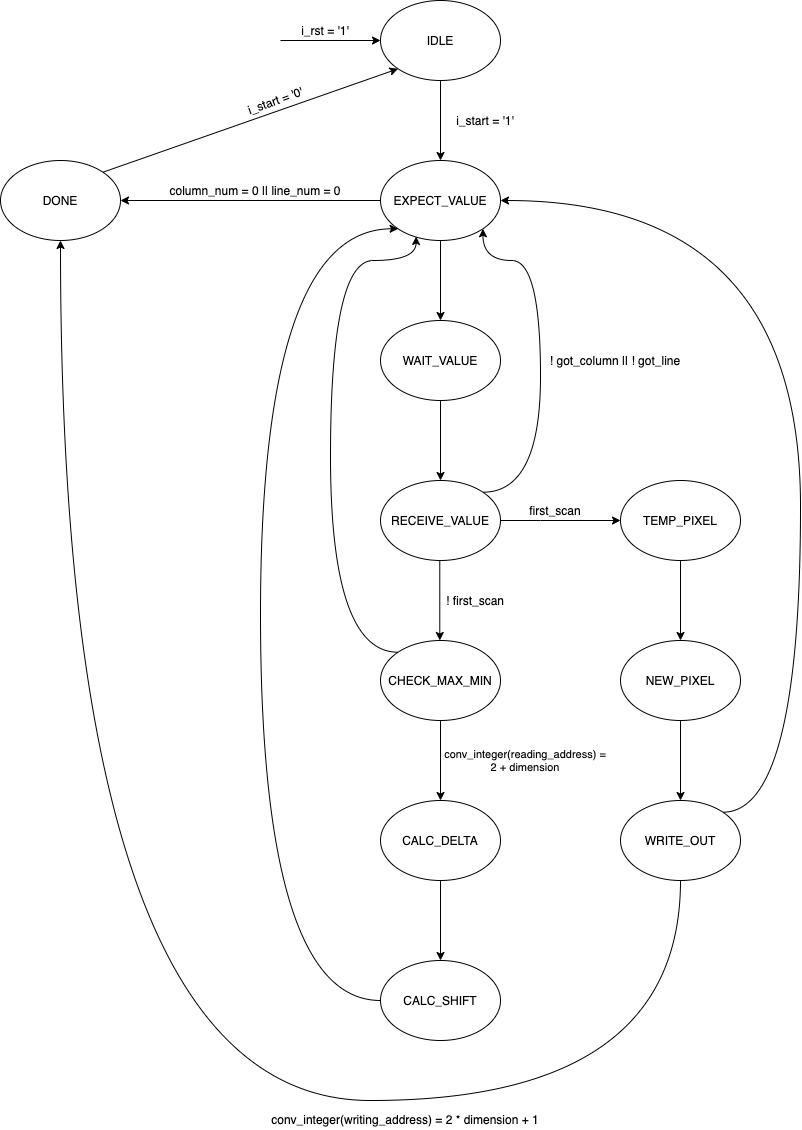 i_rst = '1'
IDLE
i_start = '0'
i_start = '1'
DONE
column_num = 0 || line_num = 0
EXPECT_VALUE
WAIT_VALUE
! got_column || ! got_line
RECEIVE_VALUE
first_scan
TEMP_PIXEL
! first_scan
CHECK_MAX_MIN
NEW_PIXEL
conv_integer(reading_address) =
2 + dimension
CALC_DELTA
WRITE_OUT
CALC_SHIFT
conv_integer(writing_address) = 2 * dimension + 1